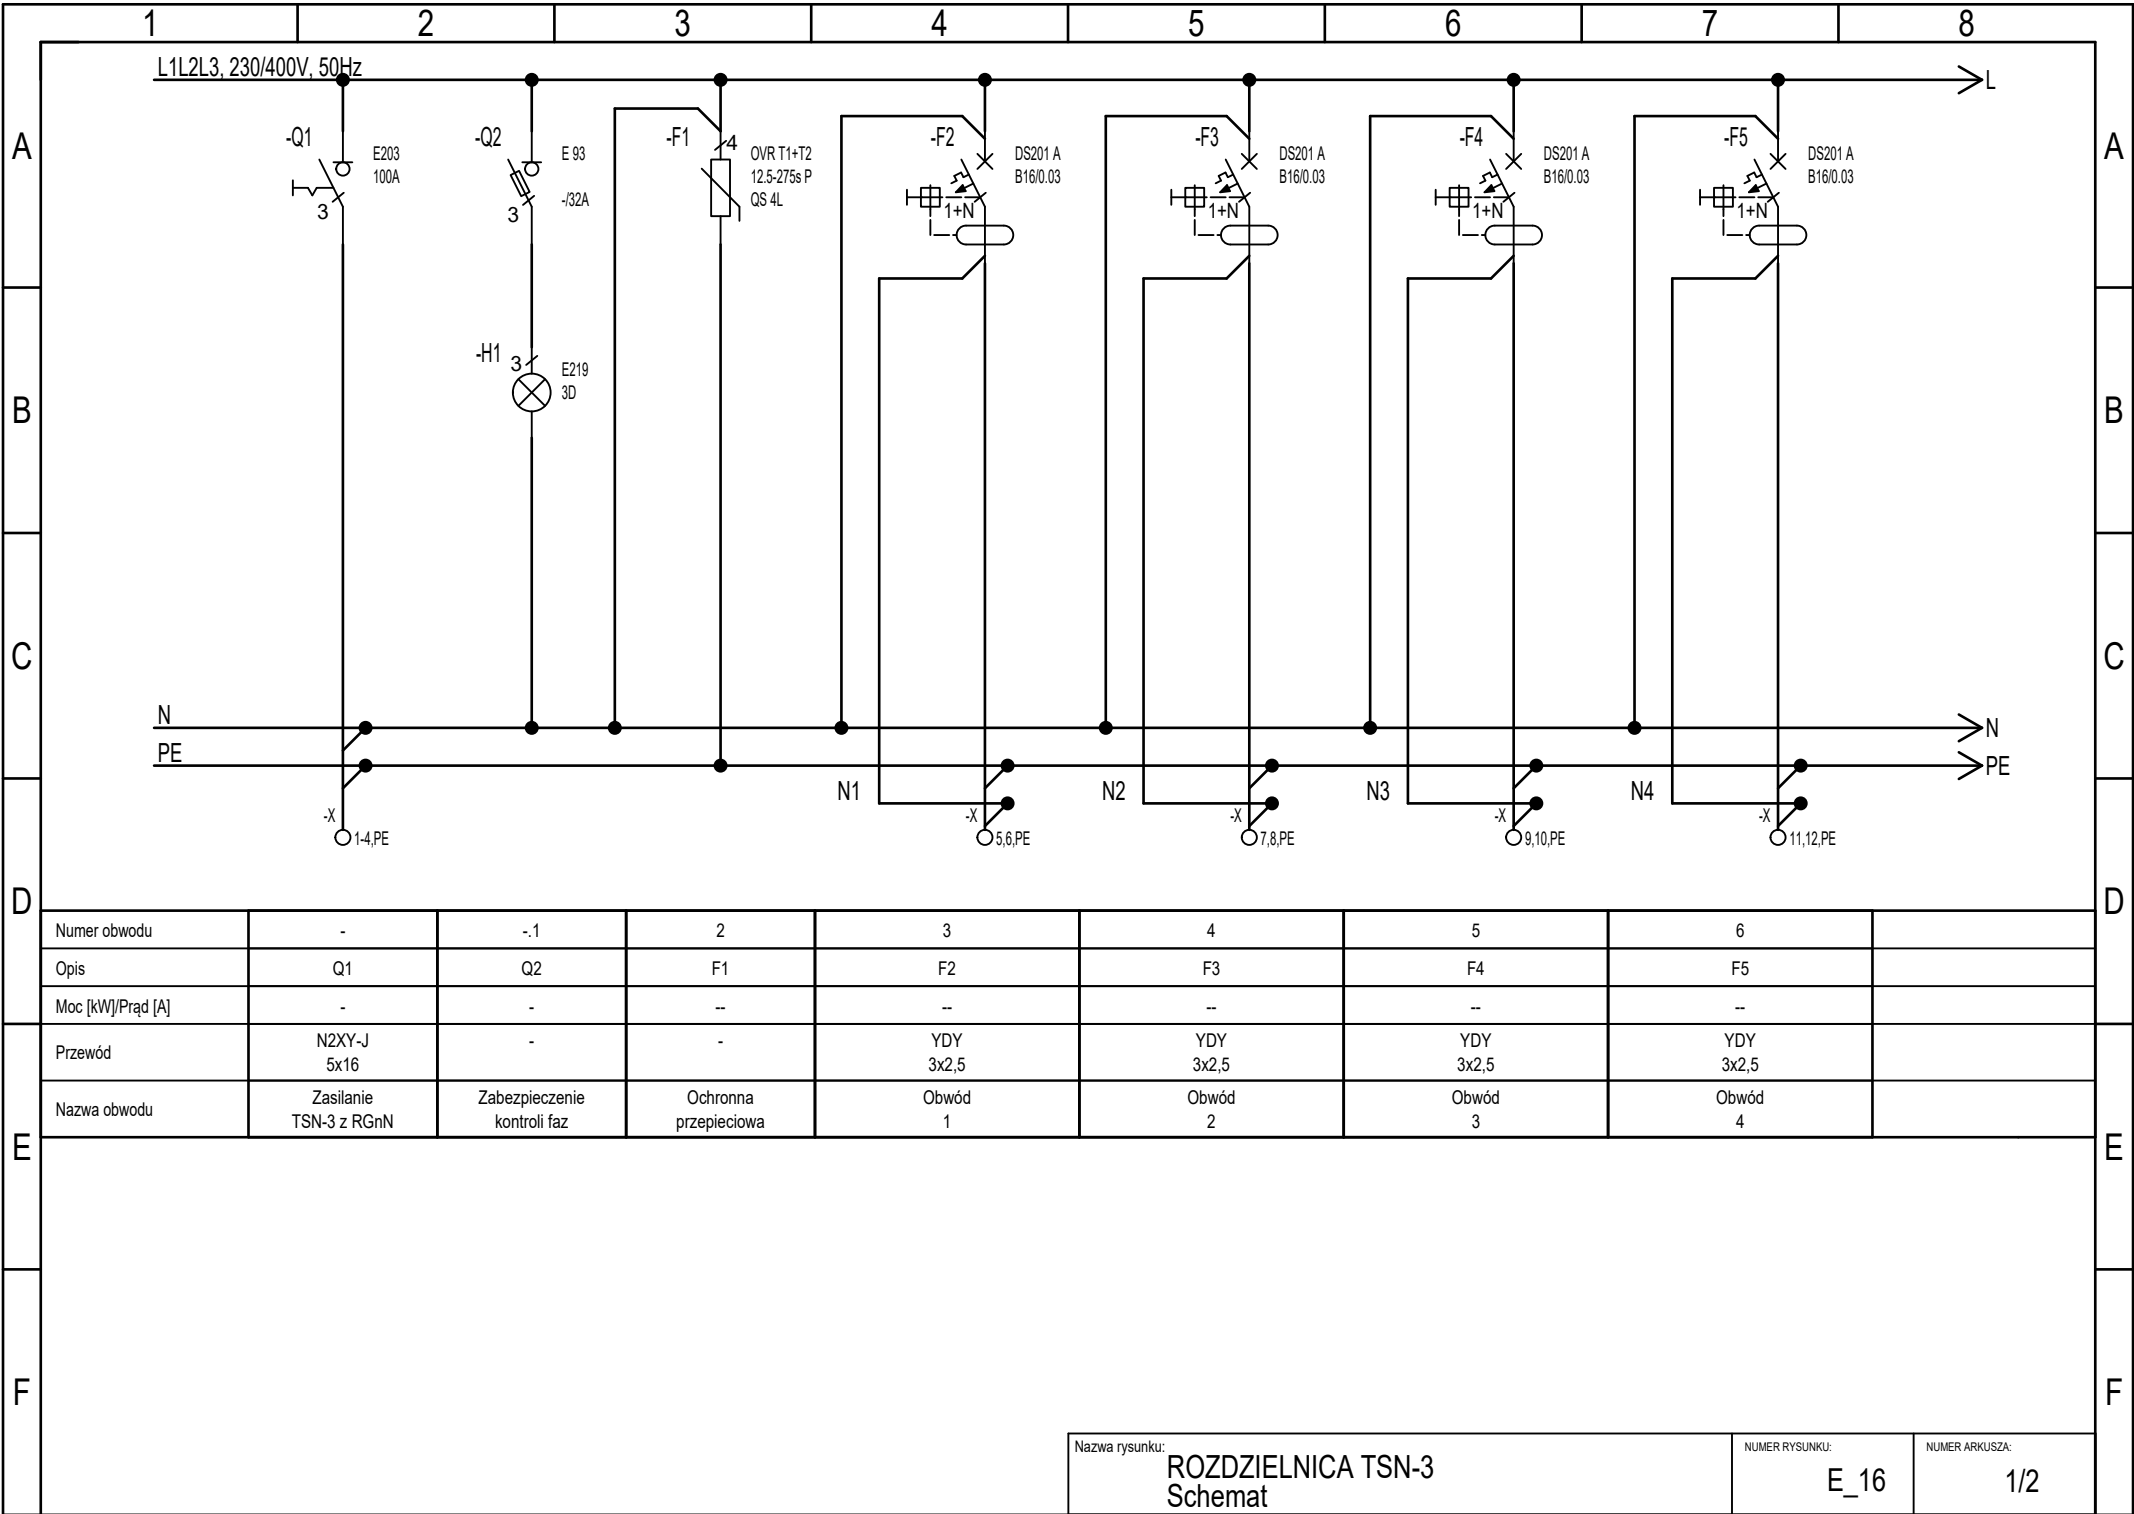 1 2 3 4 5 6 7 8
L1L2L3, 230/400V, 50Hz
L
A A
-Q1 E203
100A
3
-Q2 E 93
-/32A
3
-F1 4 OVR T1+T2
12.5-275s P
QS 4L
-F2 DS201 A
B16/0.03
1+N
-F3 DS201 A
B16/0.03
1+N
-F4 DS201 A
B16/0.03
1+N
-F5 DS201 A
B16/0.03
1+N
-H1 3 E219
3D
B B
C C
N N
PE PE
N1 N2 N3 N4
-X 1-4,PE
-X 5,6,PE
-X 7,8,PE
-X 9,10,PE
-X 11,12,PE
D D
Numer obwodu - -.1 2 3 4 5 6
Opis Q1 Q2 F1 F2 F3 F4 F5
Moc [kW]/Prąd [A] - - -- -- -- -- --
Przewód N2XY-J - - YDY YDY YDY YDY
5x16 3x2,5 3x2,5 3x2,5 3x2,5
Nazwa obwodu Zasilanie Zabezpieczenie Ochronna Obwód Obwód Obwód Obwód
TSN-3 z RGnN kontroli faz przepieciowa 1 2 3 4
E E
F F
Nazwa rysunku:
ROZDZIELNICA TSN-3
Schemat
NUMER RYSUNKU:
E_16
NUMER ARKUSZA:
1/2